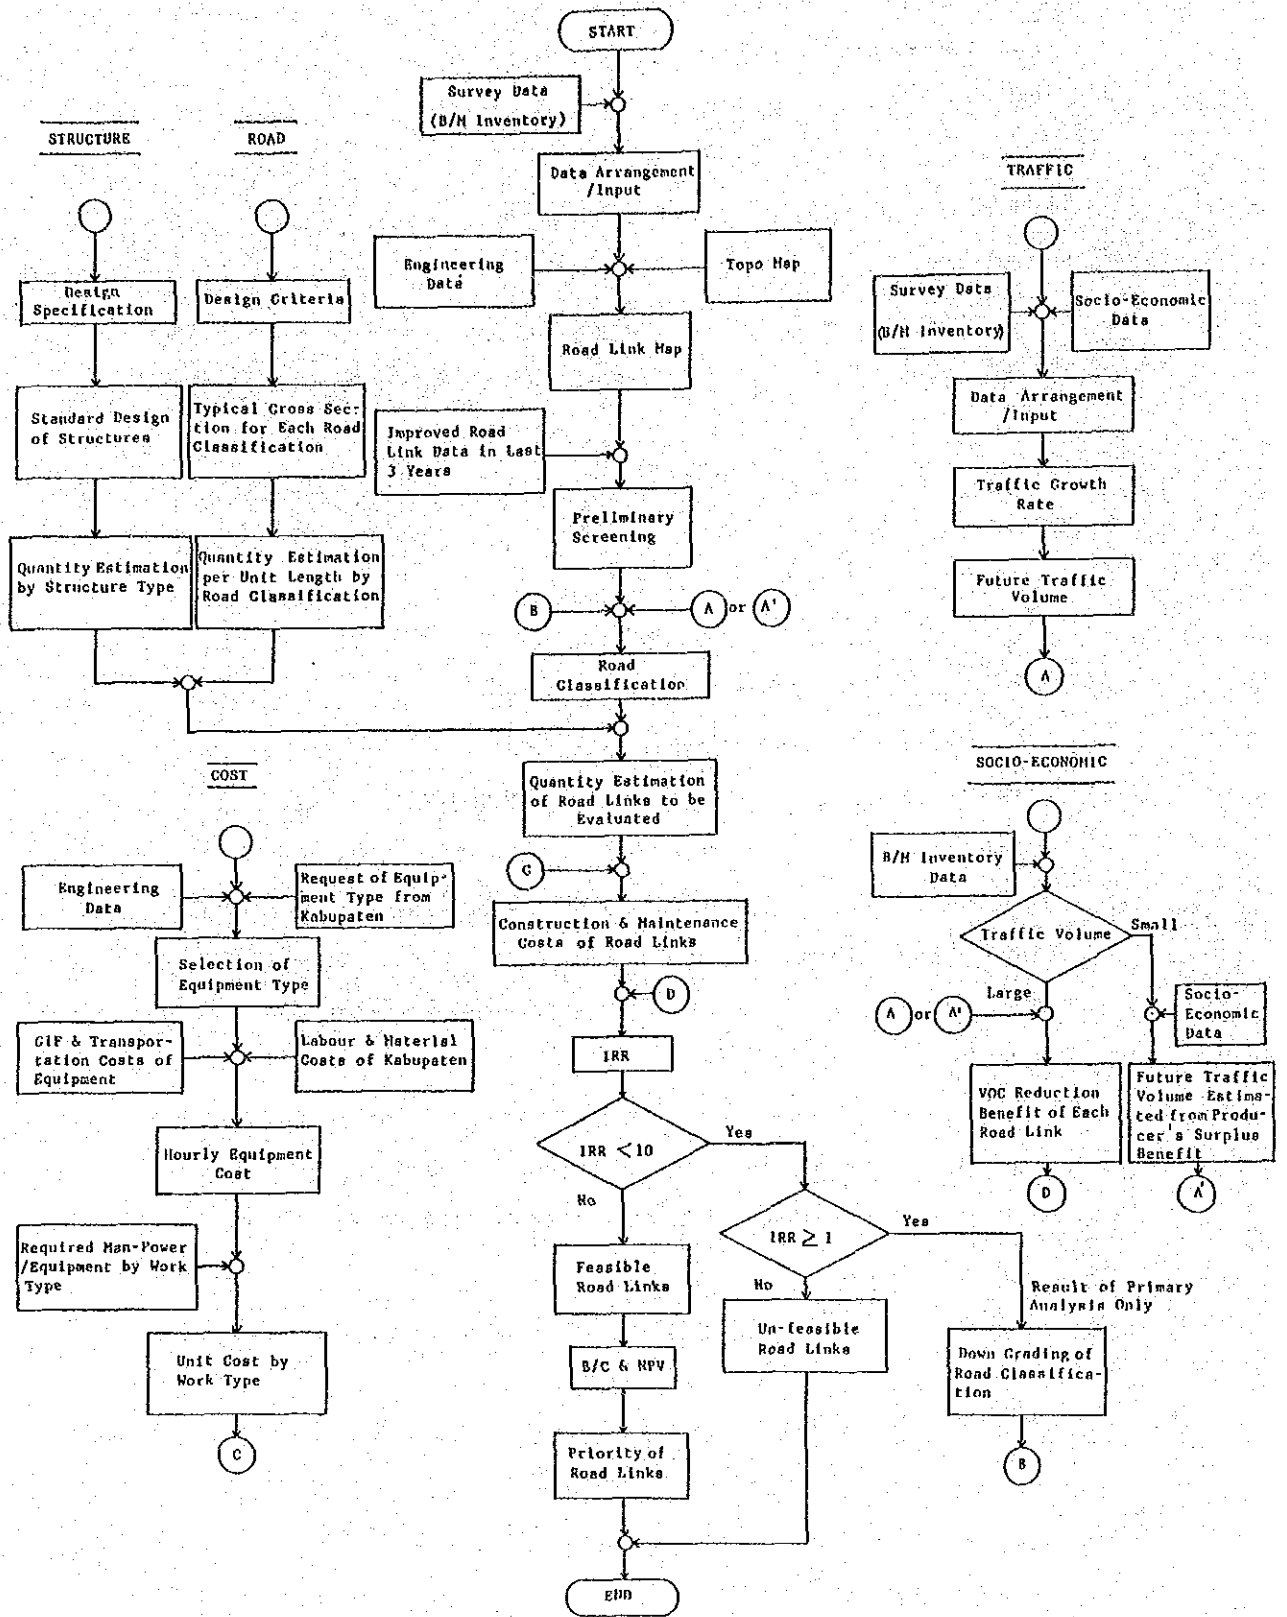 START
Survey Data
(B/M Inventory)
Data Arrangement
/Input
Engineering
Data
Topo Map
Road Link Map
Improved Road
Link Data in Last
3 Years
Preliminary
Screening
B
A or A'
Road
Classification
STRUCTURE
Design
Specification
Standard Design
of Structures
Quantity Estimation
by Structure Type
ROAD
Design Criteria
Typical Cross Sec-
tion for Each Road
Classification
Quantity Estimation
per Unit Length by
Road Classification
Quantity Estimation
of Road Links to be
Evaluated
C
Construction & Maintenance
Costs of Road Links
D
IRR
IRR < 10
Yes
No
Feasible
Road Links
B/C & NPV
Priority of
Road Links
END
IRR ≥ 1
Yes
No
Un-feasible
Road Links
Result of Primary
Analysis Only
Down Grading of
Road Classifica-
tion
B
COST
Engineering
Data
Request of Equip-
ment Type from
Kabupaten
Selection of
Equipment Type
CIF & Transpor-
tation Costs of
Equipment
Labour & Material
Costs of Kabupaten
Hourly Equipment
Cost
Required Man-Power
/Equipment by Work
Type
Unit Cost by
Work Type
C
TRAFFIC
Survey Data
(B/M Inventory)
Socio-Economic
Data
Data Arrangement
/Input
Traffic Growth
Rate
Future Traffic
Volume
A
SOCIO-ECONOMIC
B/M Inventory
Data
Traffic Volume
Small
Large
A or A'
Socio-
Economic
Data
VOC Reduction
Benefit of Each
Road Link
D
Future Traffic
Volume Estima-
ted from Produ-
cer's Surplus
Benefit
A'